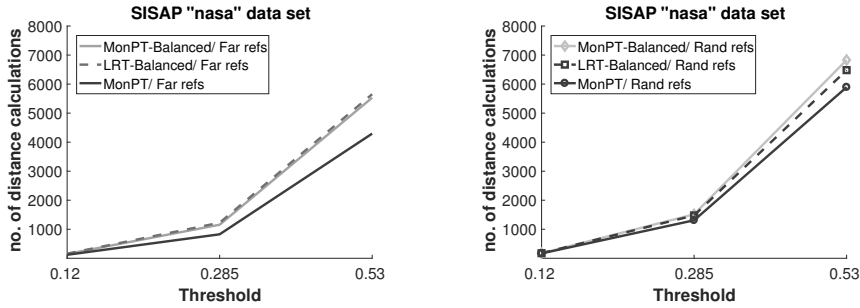 SISAP "nasa" data set
8000
7000
6000
5000
4000
3000
2000
1000
no. of distance calculations
MonPT-Balanced/ Far refs
LRT-Balanced/ Far refs
MonPT/ Far refs
0.12 0.285 0.53
Threshold
SISAP "nasa" data set
8000
7000
6000
5000
4000
3000
2000
1000
no. of distance calculations
MonPT-Balanced/ Rand refs
LRT-Balanced/ Rand refs
MonPT/ Rand refs
0.12 0.285 0.53
Threshold